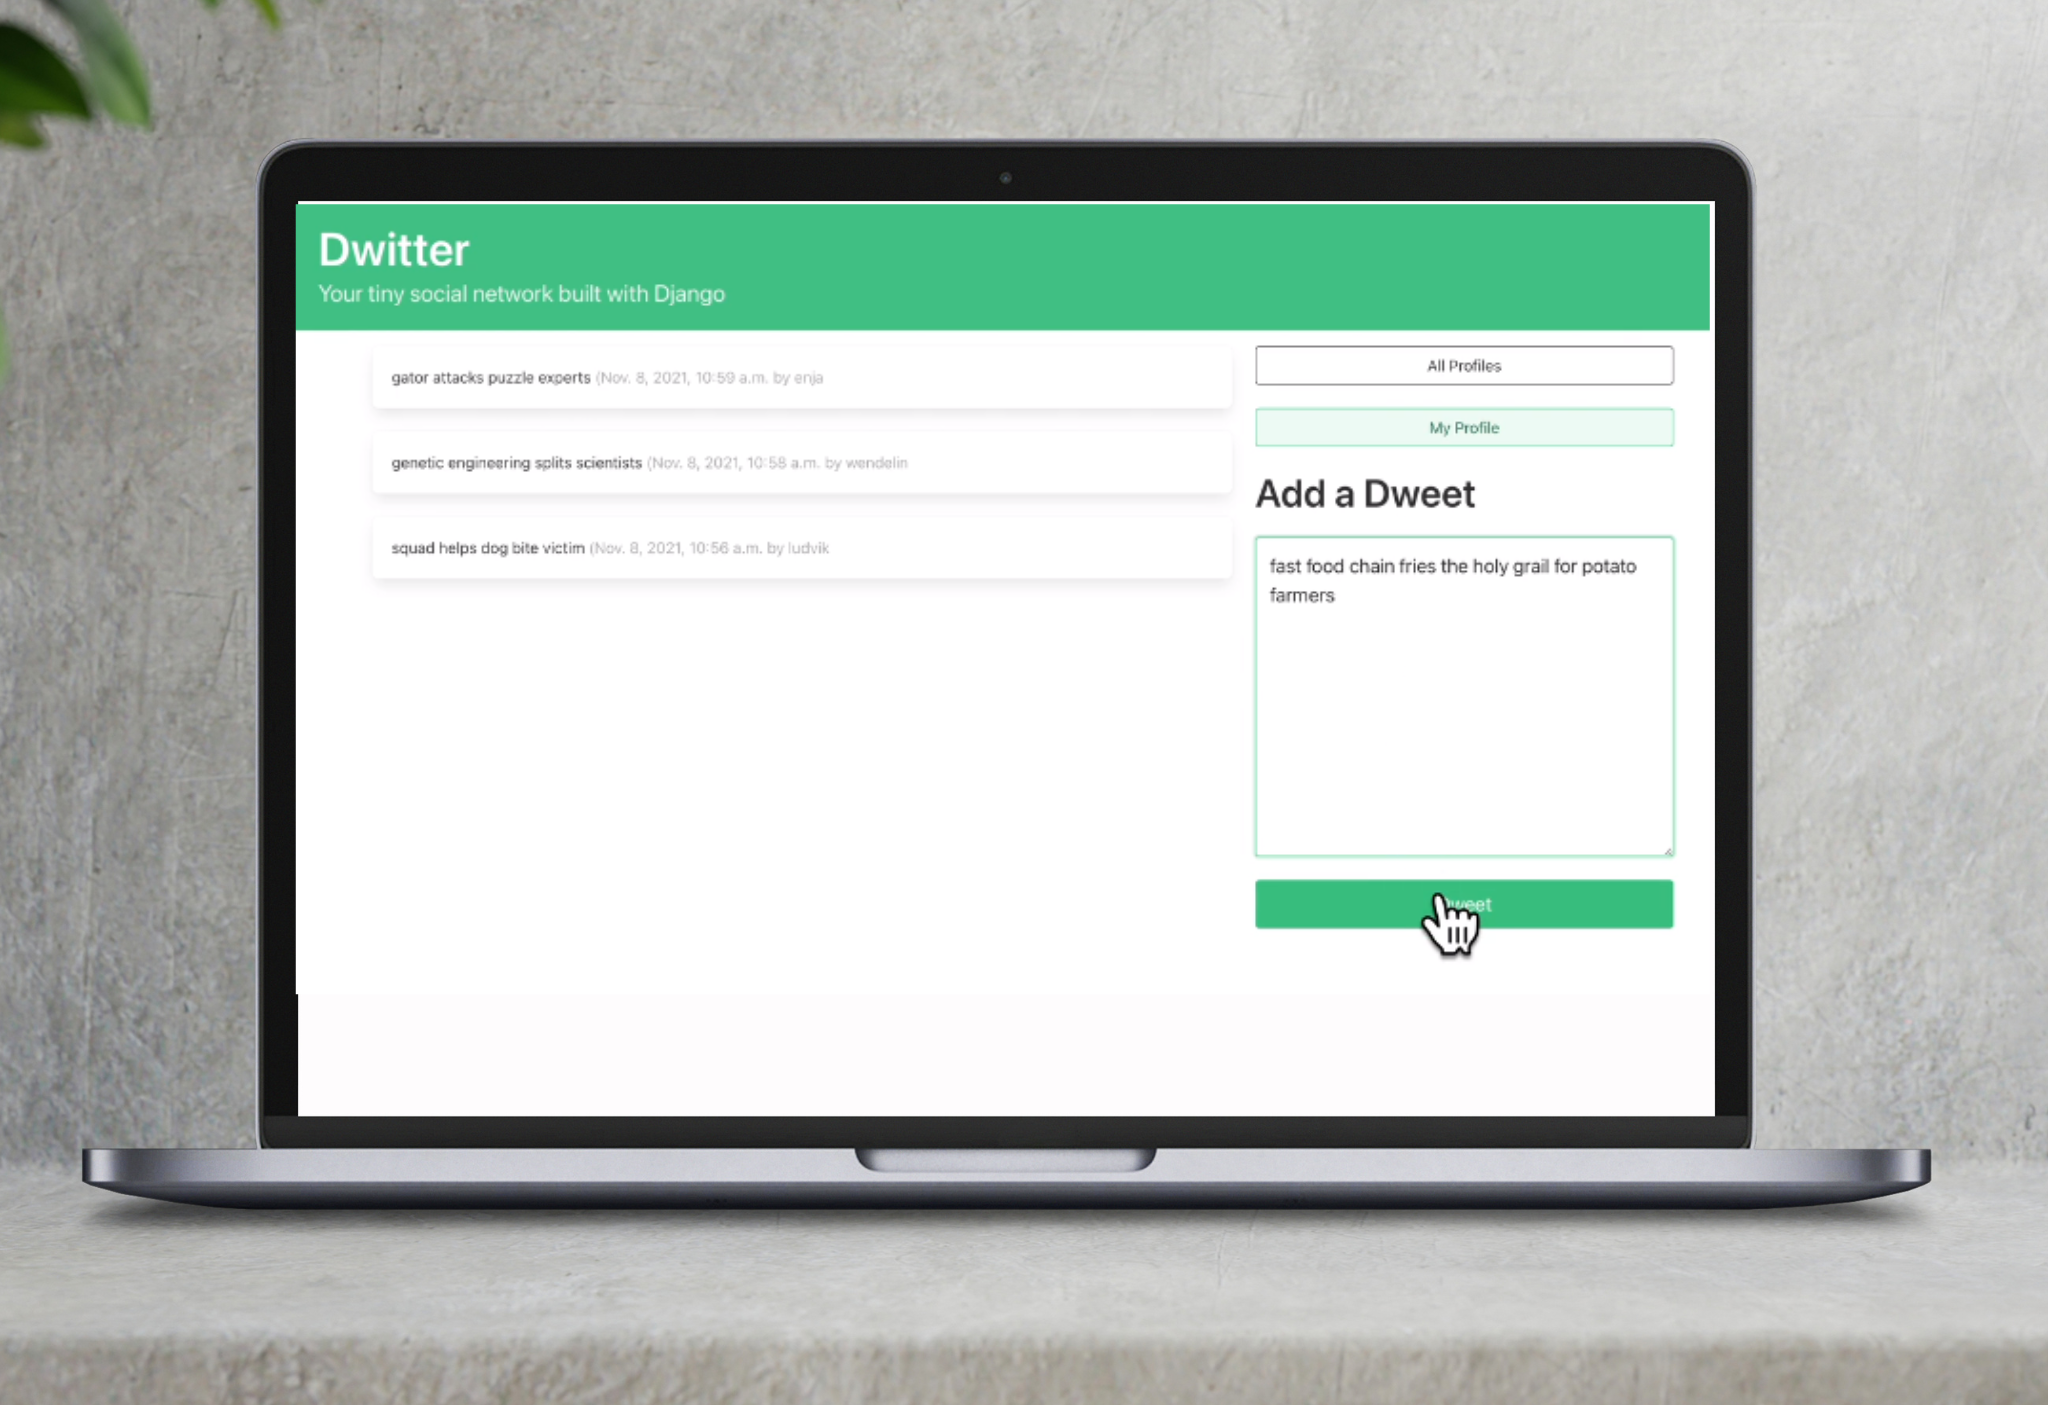 Dwitter
Your tiny social network built with Django
gator attacks puzzle experts (Nov. 8, 2021, 10:59 a.m. by enja
genetic engineering splits scientists (Nov. 8, 2021, 10:58 a.m. by wendelin
squad helps dog bite victim (Nov. 8, 2021, 10:56 a.m. by ludvik
All Profiles
My Profile
Add a Dweet
fast food chain fries the holy grail for potato
farmers